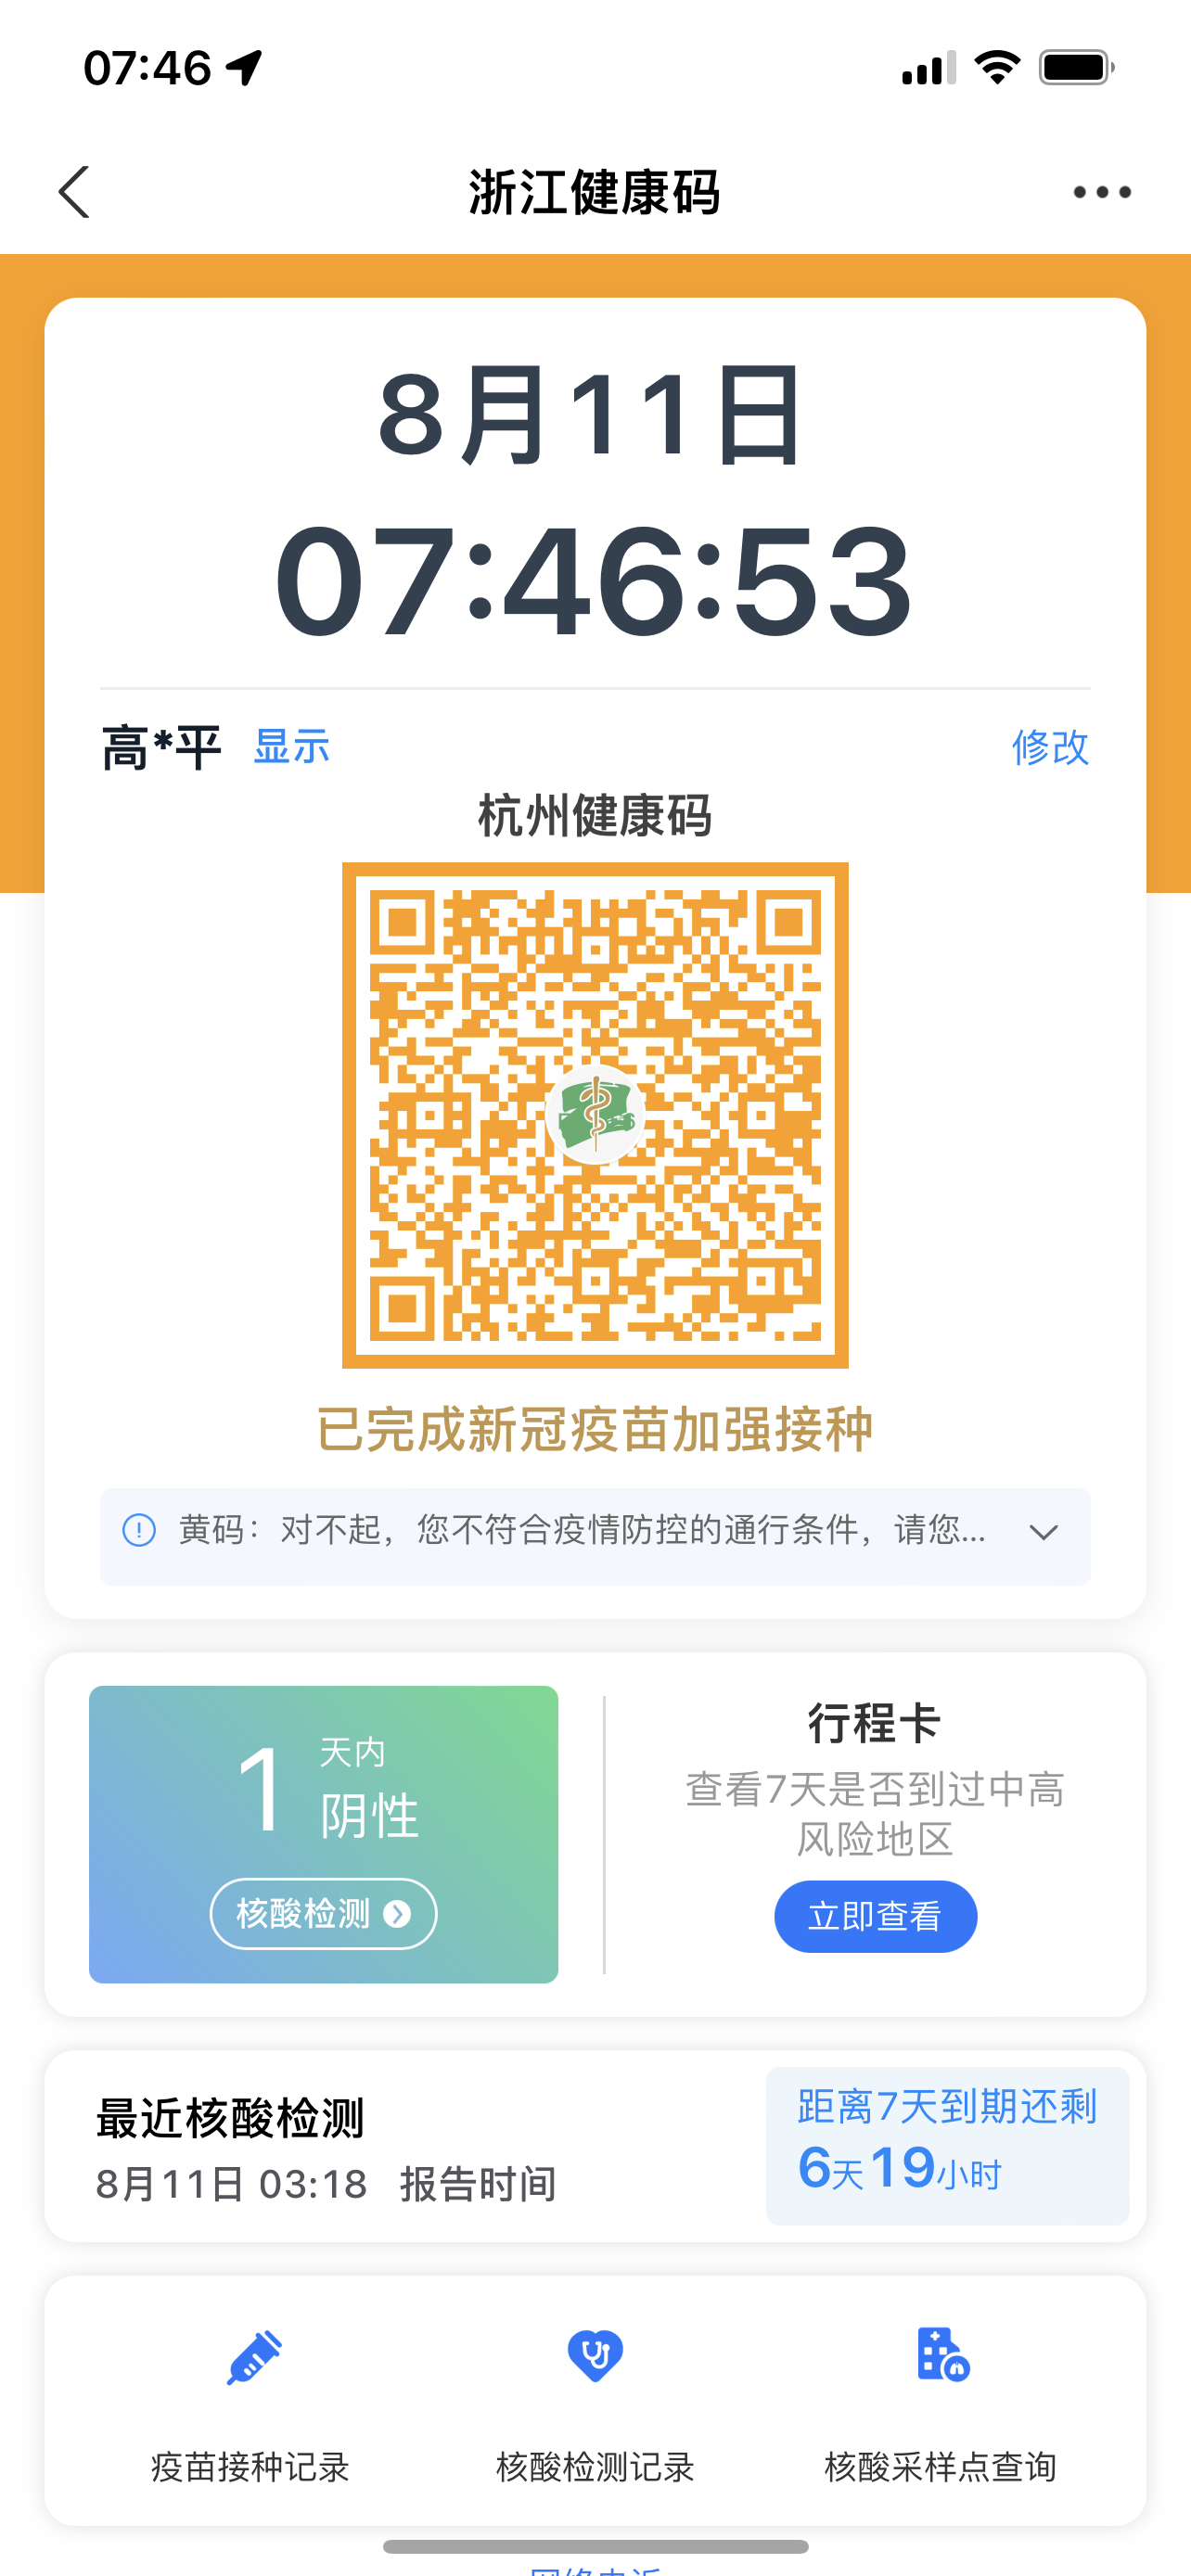 07:46
浙江健康码
8月11日
07:46:53
高*平 显示 修改
杭州健康码
已完成新冠疫苗加强接种
黄码：对不起，您不符合疫情防控的通行条件，请您...
1 天内
阴性
核酸检测
行程卡
查看7天是否到过中高
风险地区
立即查看
最近核酸检测
8月11日 03:18 报告时间
距离7天到期还剩
6天19小时
疫苗接种记录
核酸检测记录
核酸采样点查询